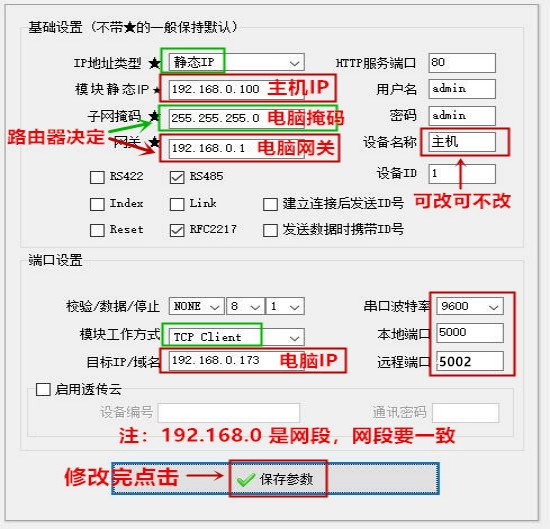 基础设置（不带★的一般保持默认）
IP地址类型 ★ 静态IP HTTP服务端口 80
模块静态IP ★ 192.168.0.100 主机IP 用户名 admin
子网掩码 ★ 255.255.255.0 电脑掩码 密码 admin
路由器决定
网关 ★ 192.168.0.1 电脑网关 设备名称 主机
RS422 RS485 设备ID 1
可改可不改
Index Link 建立连接后发送ID号
Reset RFC2217 发送数据时携带ID号
端口设置
校验/数据/停止 NONE 8 1 串口波特率 9600
模块工作方式 TCP Client 本地端口 5000
目标IP/域名 192.168.0.173 电脑IP 远程端口 5002
启用透传云
设备编号 通讯密码
注：192.168.0 是网段，网段要一致
修改完点击 保存参数